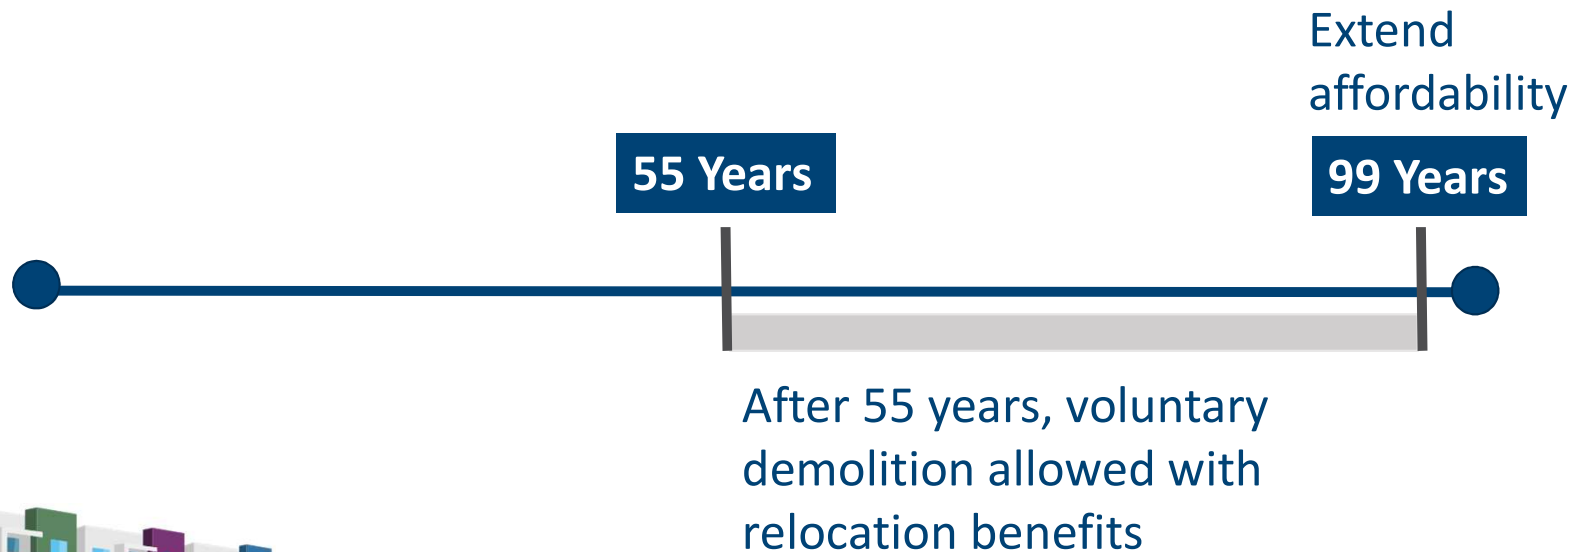 Extend
affordability
55 Years
99 Years
After 55 years, voluntary
demolition allowed with
relocation benefits